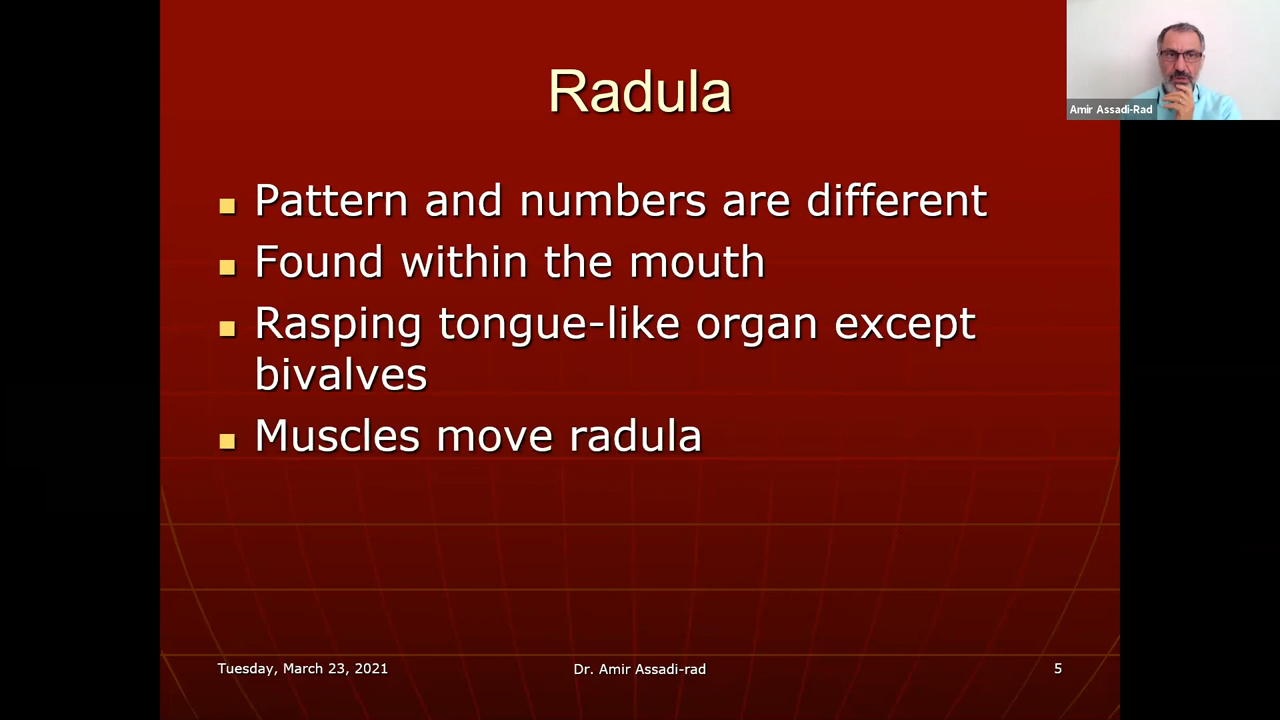 Radula
Amir Assadi-Rad
Pattern and numbers are different
Found within the mouth
Rasping tongue-like organ except
bivalves
Muscles move radula
Tuesday, March 23, 2021
Dr. Amir Assadi-rad
5